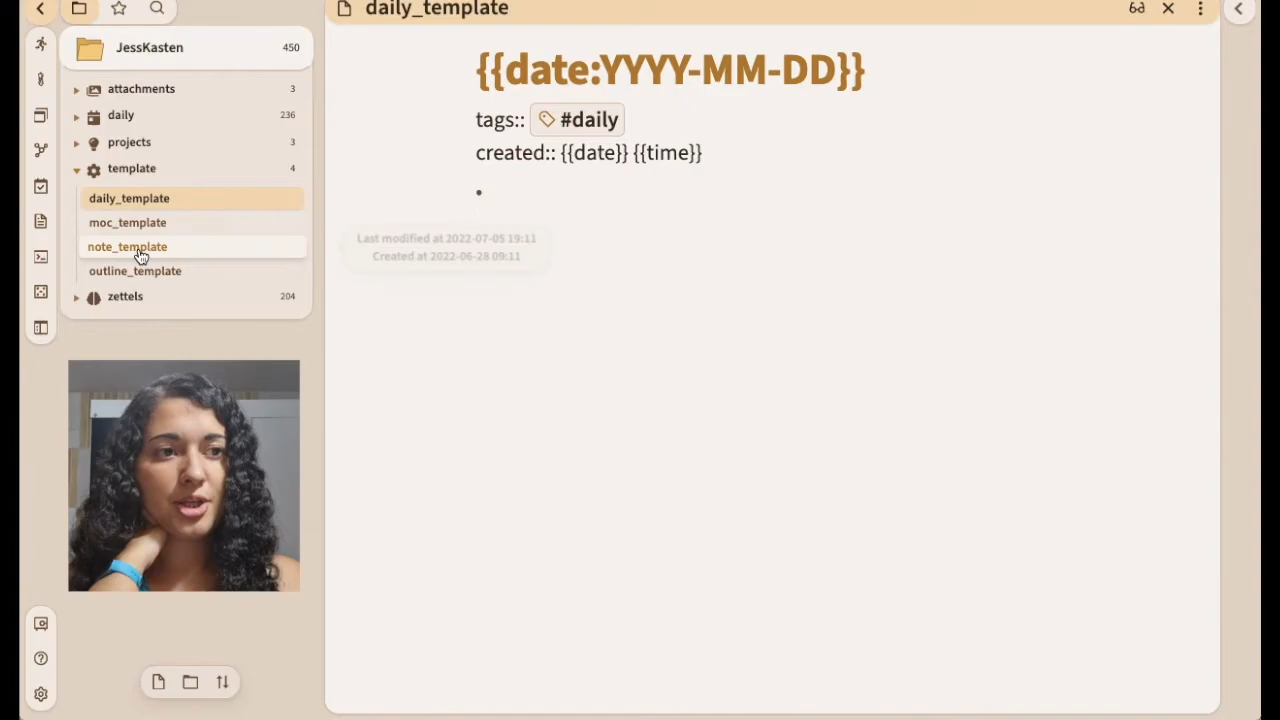 daily_template
JessKasten 450
attachments 3
daily 236
projects 3
template 4
daily_template
moc_template
note_template
outline_template
zettels 204
{{date:YYYY-MM-DD}}
tags:: #daily
created:: {{date}} {{time}}
•
Last modified at 2022-07-05 19:11
Created at 2022-06-28 09:11